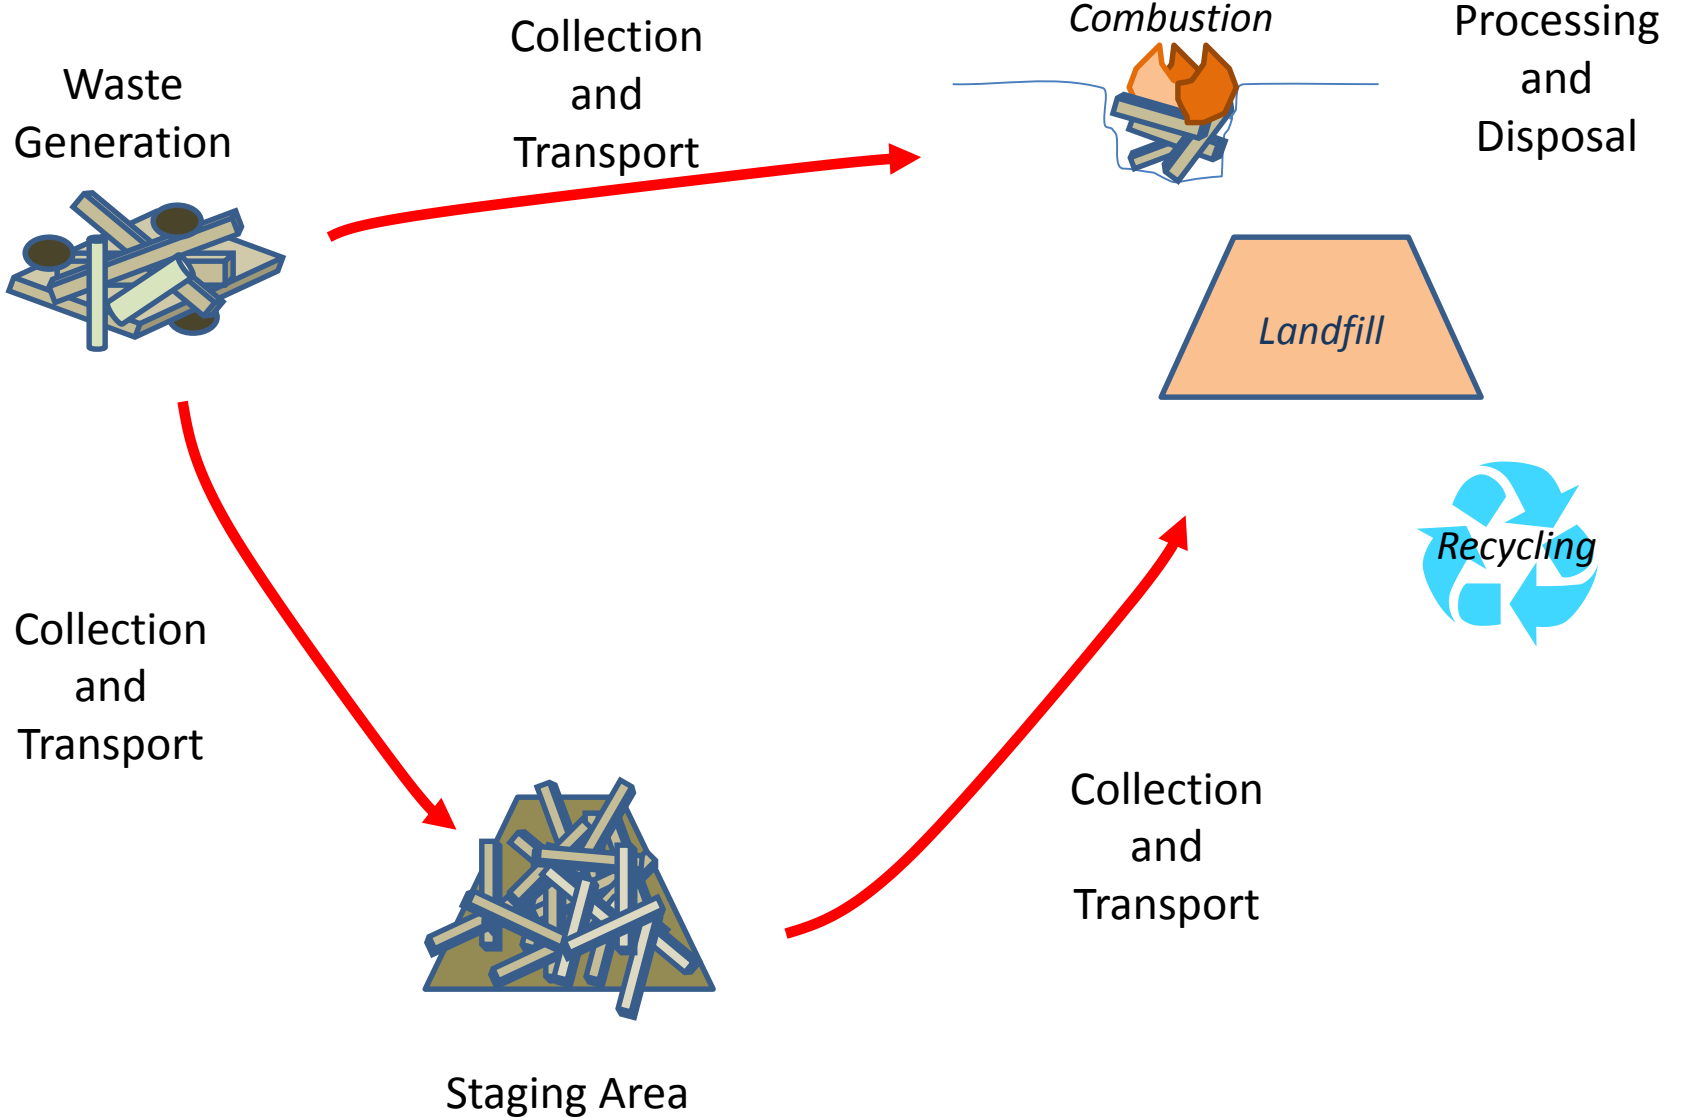 Waste
Generation
Collection
and
Transport
Combustion
Processing
and
Disposal
Landfill
Recycling
Collection
and
Transport
Collection
and
Transport
Staging Area